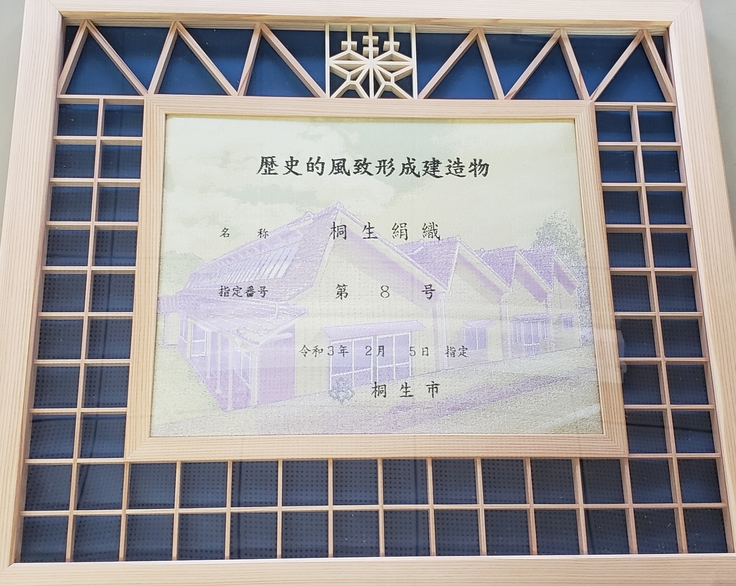 歴史的風致形成建造物
名称 桐生絹織
指定番号 第8号
令和3年 2月 5日 指定
桐生市